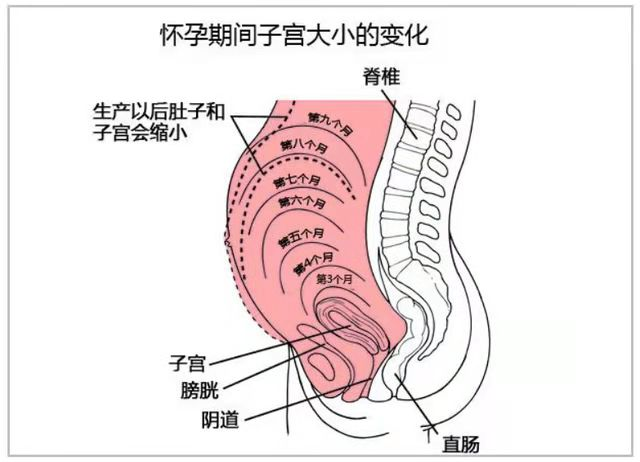 怀孕期间子宫大小的变化
脊椎
生产以后肚子和
子宫会缩小
第九个月
第八个月
第七个月
第六个月
第五个月
第4个月
第3个月
子宫
膀胱
阴道
直肠